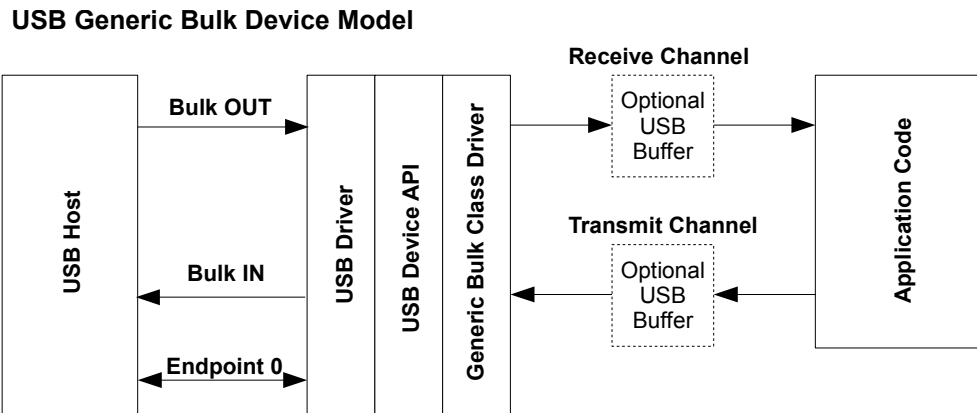 USB Generic Bulk Device Model
Receive Channel
Bulk OUT
Optional
USB
Buffer
USB Host
USB Driver
USB Device API
Generic Bulk Class Driver
Application Code
Transmit Channel
Bulk IN
Optional
USB
Buffer
Endpoint 0